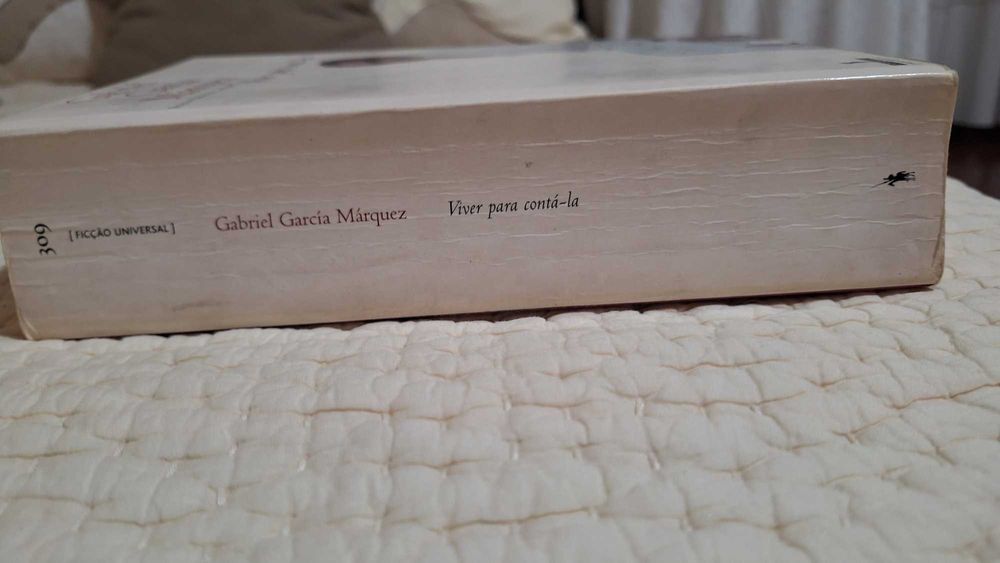 309
[ FICÇÃO UNIVERSAL ]
Gabriel García Márquez
Viver para contá-la